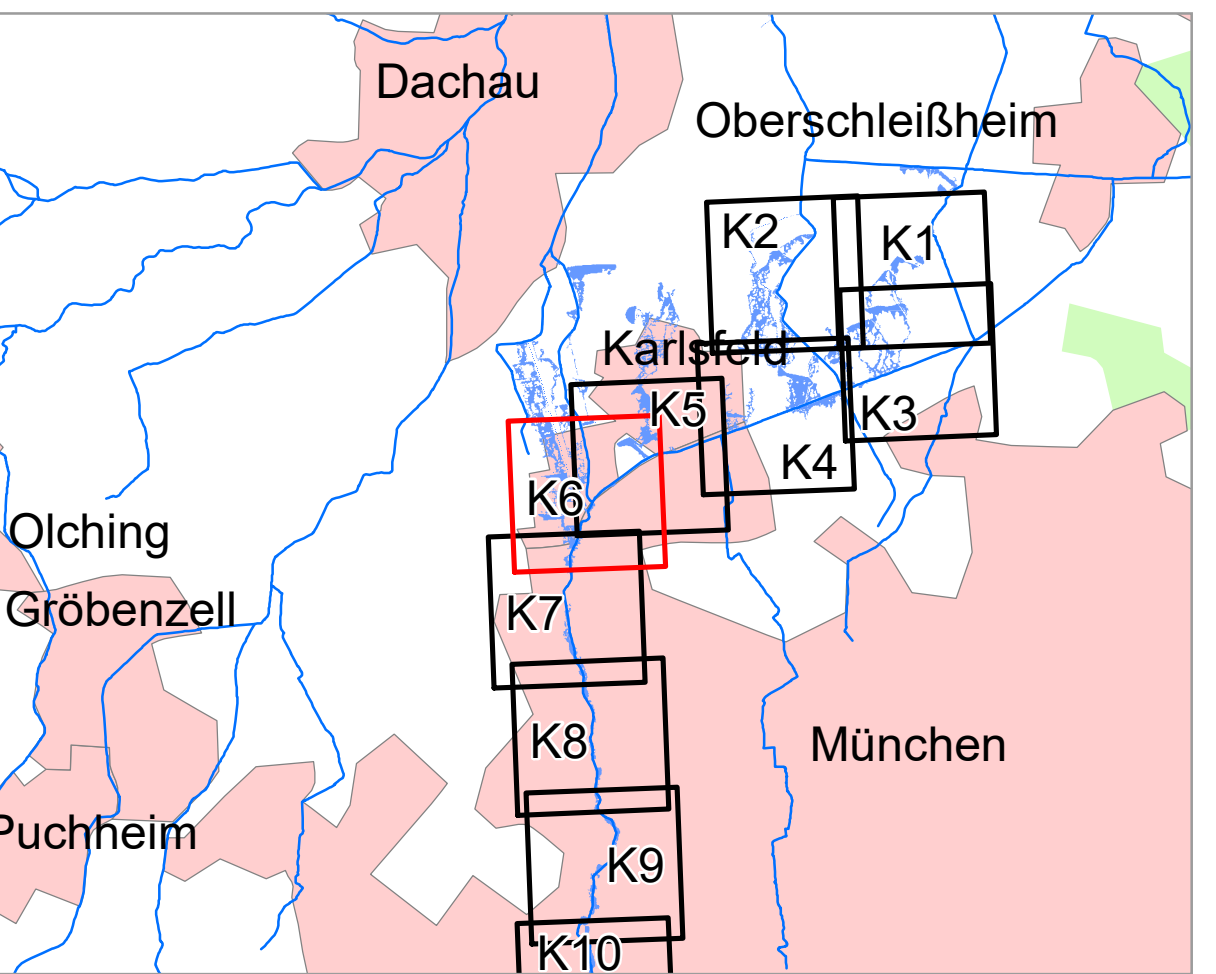 Dachau
Oberschleißheim
K2
K1
Karlsfeld
K5
K3
K4
K6
Olching
Gröbenzell
K7
K8
München
Puchheim
K9
K10